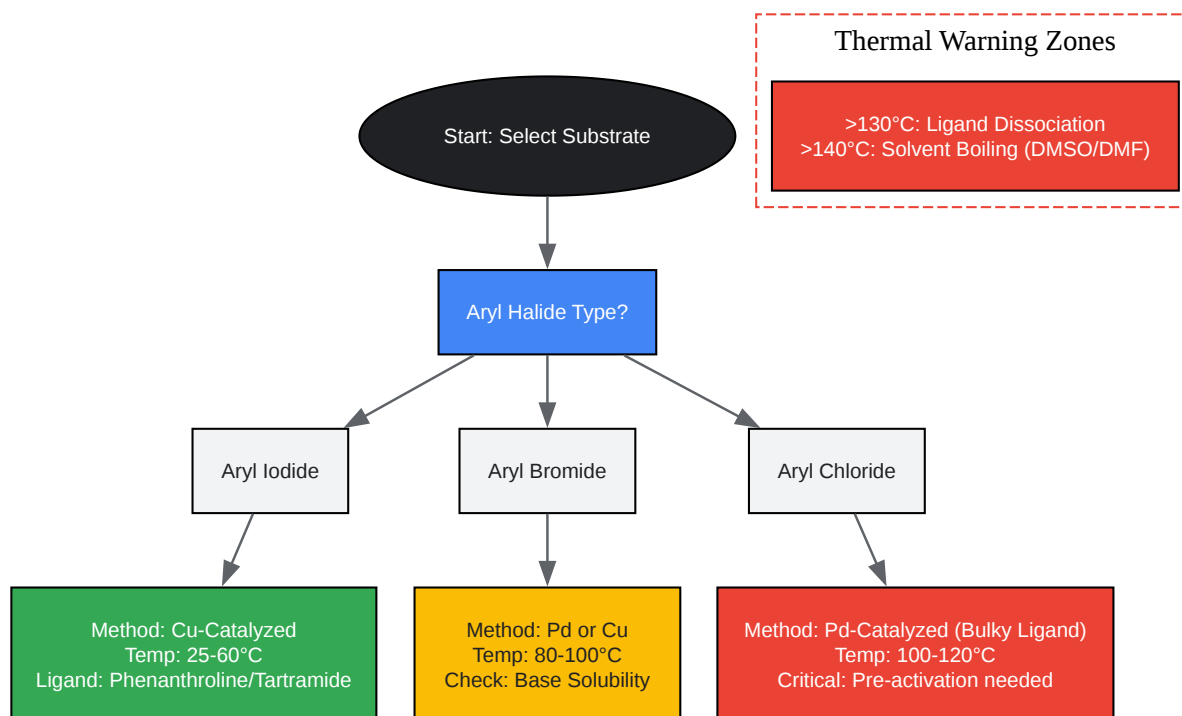 Thermal Warning Zones
>130°C: Ligand Dissociation
>140°C: Solvent Boiling (DMSO/DMF)
Start: Select Substrate
Aryl Halide Type?
Aryl Iodide
Aryl Bromide
Aryl Chloride
Method: Cu-Catalyzed
Temp: 25-60°C
Ligand: Phenanthroline/Tartramide
Method: Pd or Cu
Temp: 80-100°C
Check: Base Solubility
Method: Pd-Catalyzed (Bulky Ligand)
Temp: 100-120°C
Critical: Pre-activation needed